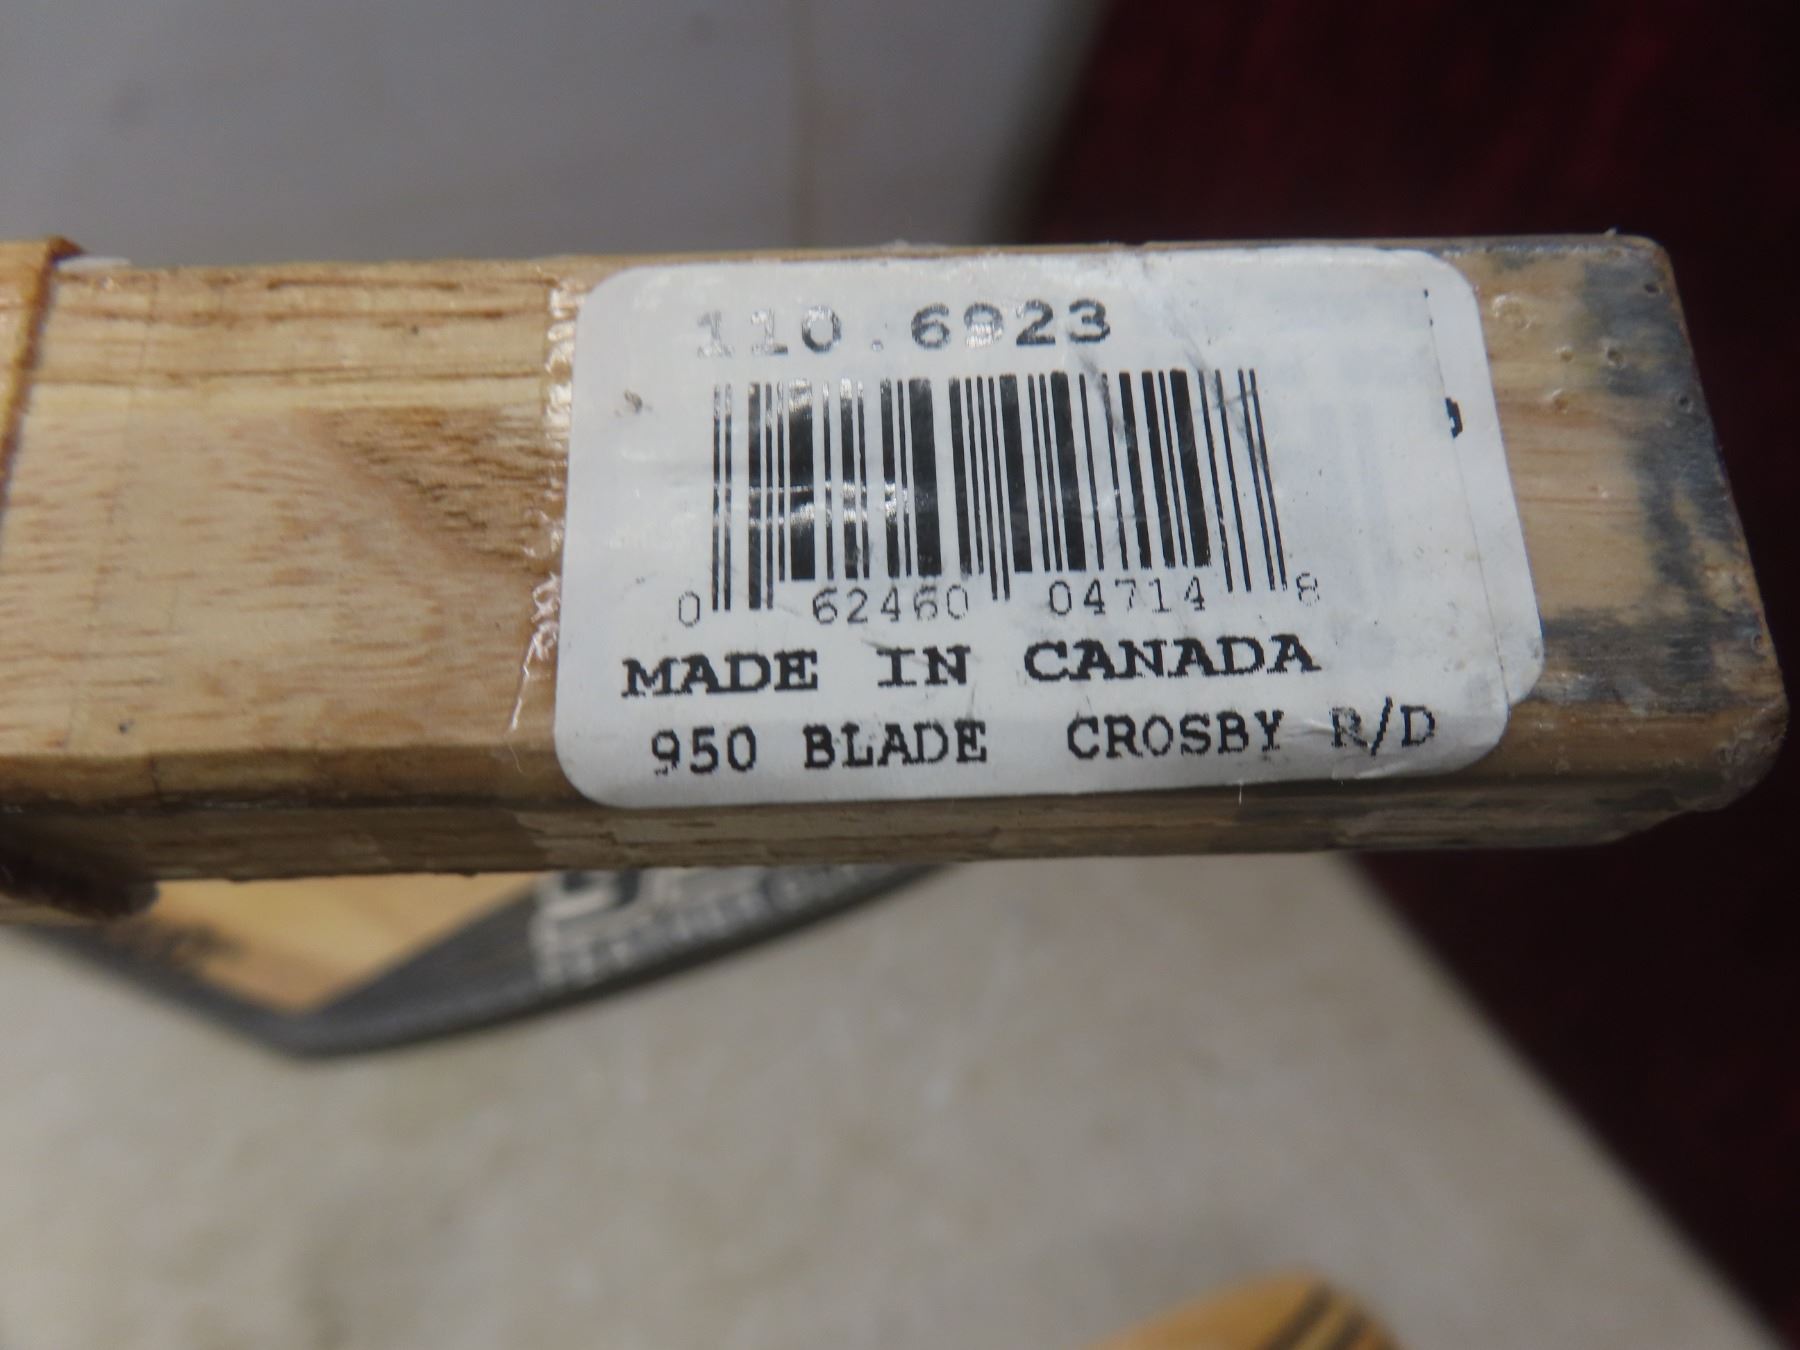 110.6923
0 62460 04714 8
MADE IN CANADA
950 BLADE CROSBY R/D